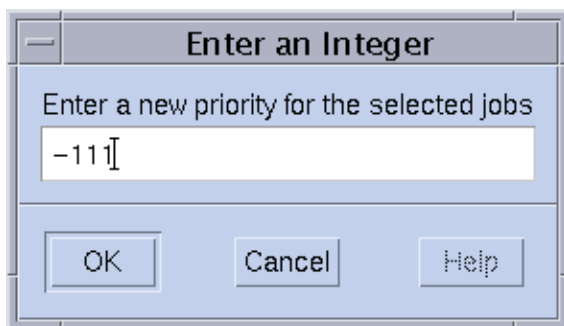 Enter an Integer
Enter a new priority for the selected jobs
-111
OK Cancel Help